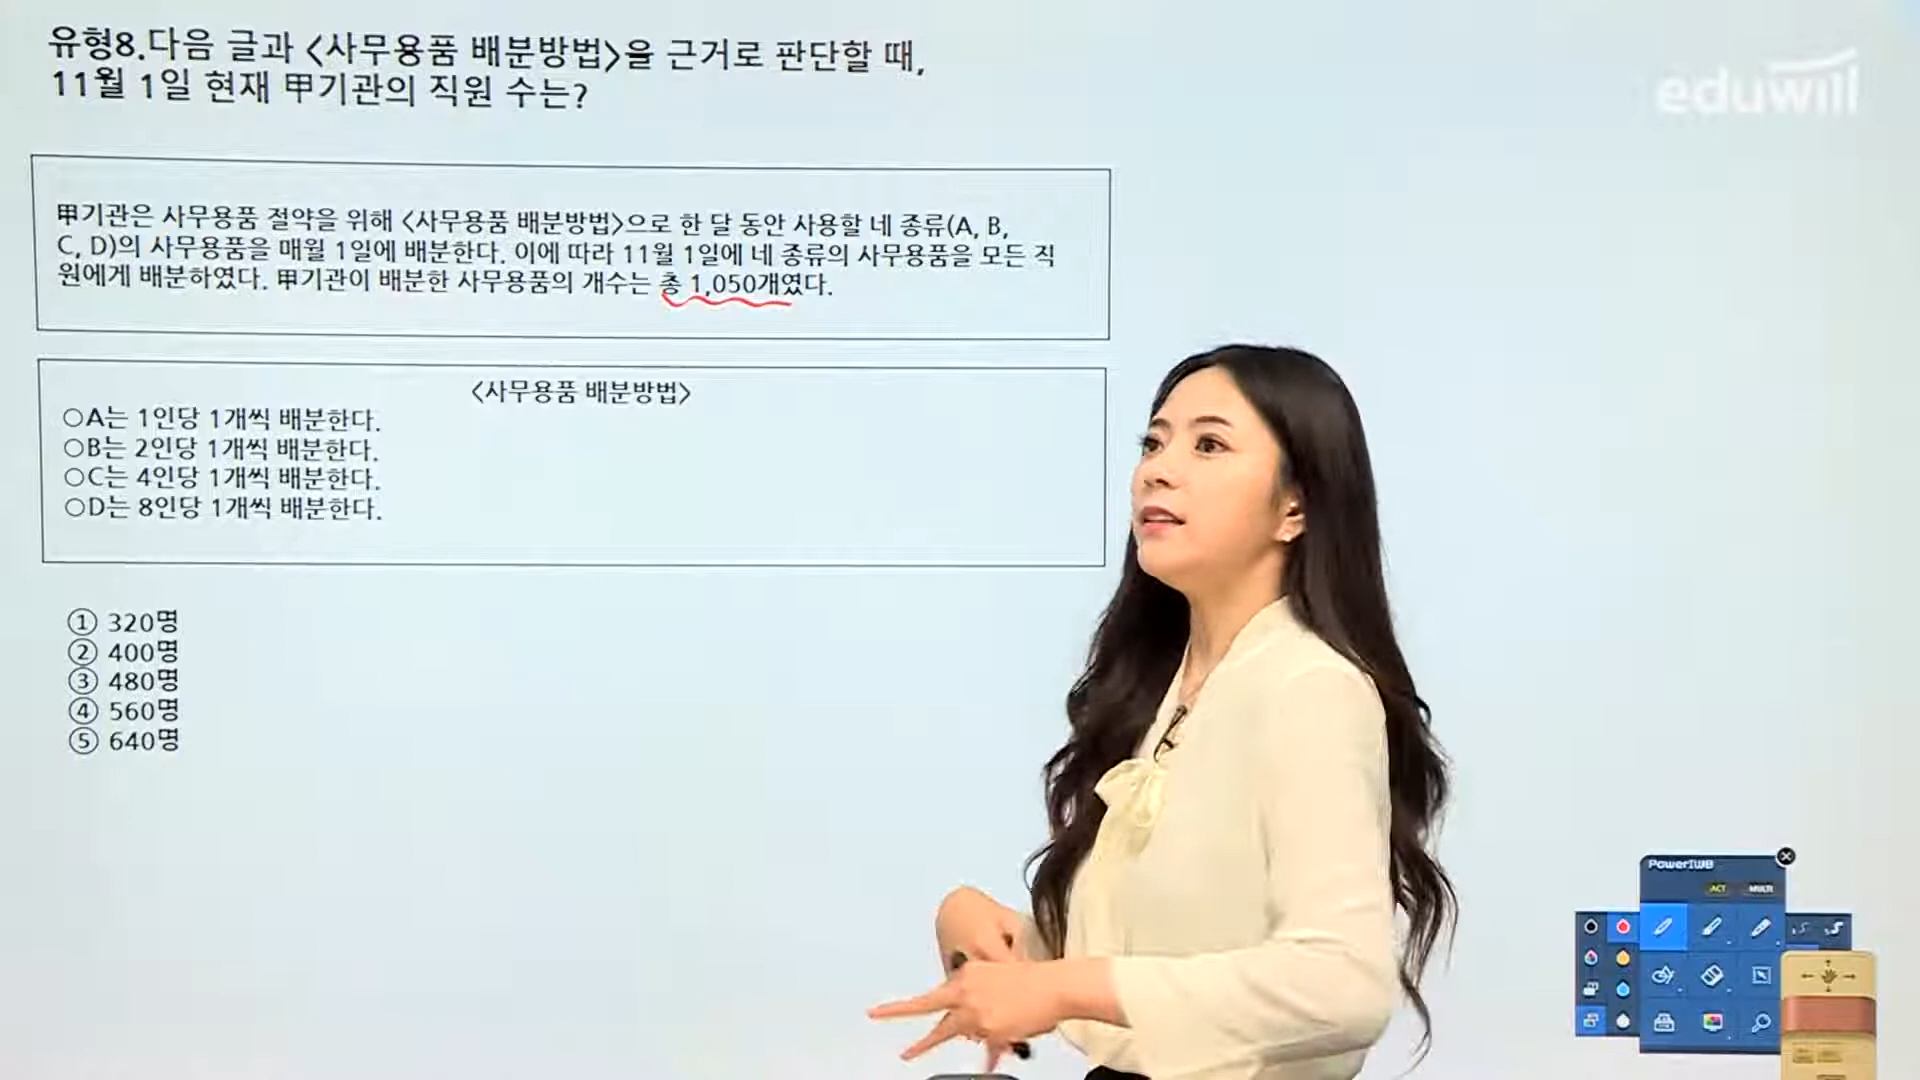 유형8.다음 글과 <사무용품 배분방법>을 근거로 판단할 때,
11월 1일 현재 甲기관의 직원 수는?
eduwill
甲기관은 사무용품 절약을 위해 <사무용품 배분방법>으로 한 달 동안 사용할 네 종류(A, B,
C, D)의 사무용품을 매월 1일에 배분한다. 이에 따라 11월 1일에 네 종류의 사무용품을 모든 직
원에게 배분하였다. 甲기관이 배분한 사무용품의 개수는 총 1,050개였다.
<사무용품 배분방법>
○A는 1인당 1개씩 배분한다.
○B는 2인당 1개씩 배분한다.
○C는 4인당 1개씩 배분한다.
○D는 8인당 1개씩 배분한다.
① 320명
② 400명
③ 480명
④ 560명
⑤ 640명
PowerIWB
ACT MULTI